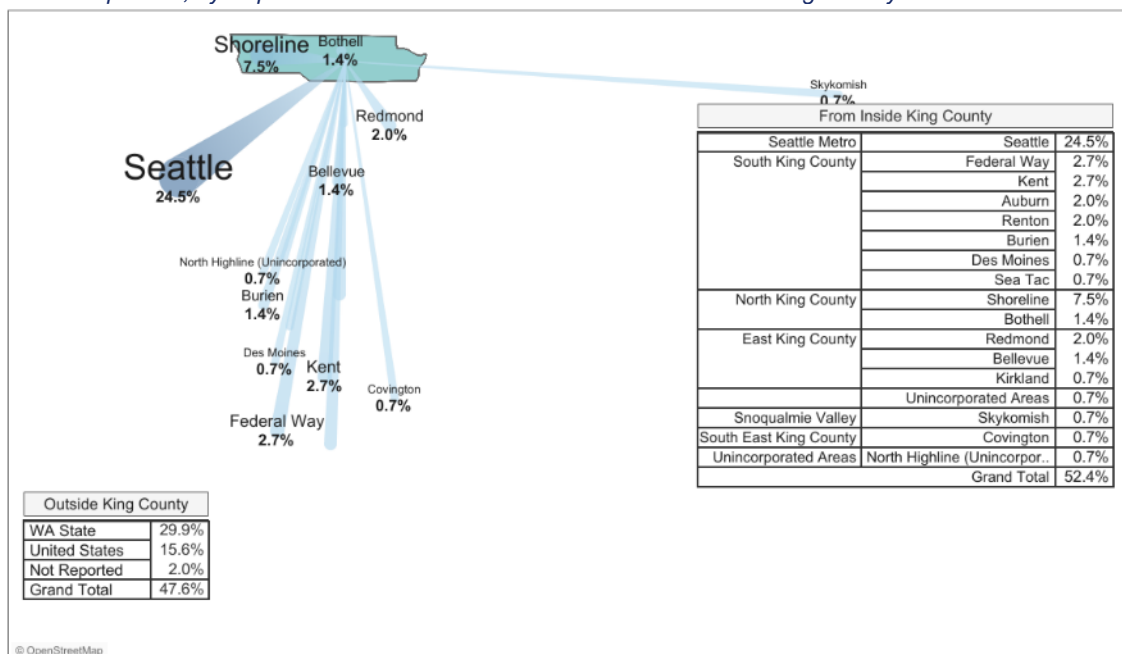 Shoreline
7.5%
Bothell
1.4%
Skykomish
0.7%
Redmond
2.0%
Seattle
24.5%
Bellevue
1.4%
North Highline (Unincorporated)
0.7%
Burien
1.4%
Des Moines
0.7%
Kent
2.7%
Covington
0.7%
Federal Way
2.7%
From Inside King County
Seattle Metro Seattle 24.5%
South King County Federal Way 2.7%
Kent 2.7%
Auburn 2.0%
Renton 2.0%
Burien 1.4%
Des Moines 0.7%
Sea Tac 0.7%
North King County Shoreline 7.5%
Bothell 1.4%
East King County Redmond 2.0%
Bellevue 1.4%
Kirkland 0.7%
Unincorporated Areas 0.7%
Snoqualmie Valley Skykomish 0.7%
South East King County Covington 0.7%
Unincorporated Areas North Highline (Unincorpor.. 0.7%
Grand Total 52.4%
Outside King County
WA State 29.9%
United States 15.6%
Not Reported 2.0%
Grand Total 47.6%
© OpenStreetMap